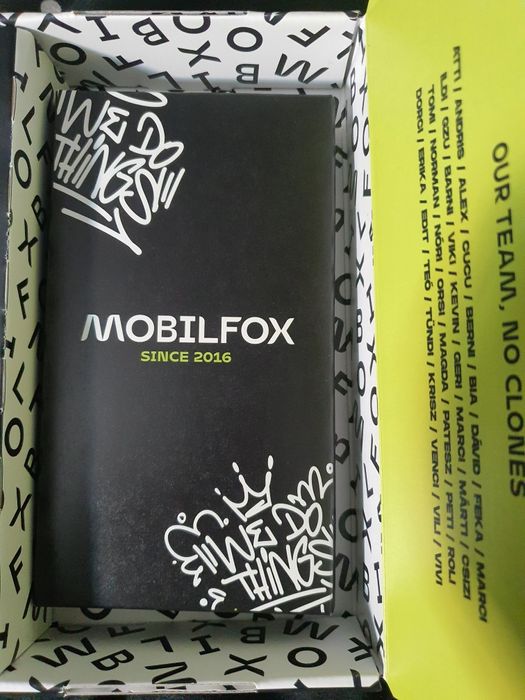 WE DO
THINGS
MOBILFOX
SINCE 2016
WE DO
THINGS
OUR TEAM, NO CLONES
KITTI / ANDRIS / ALEX / CUCU / BERNI / BIA / DÁVID / FEKA / MARCI
ILDI / OZU / BARNI / VIKI / KEVIN / GERI / MARCI / MÁRTI / CSIZI
TOMI / NORMAN / NÓRI / ORSI / MAGDA / PATESZ / PETI / ROLI
DORCI / ERIKA / EDIT / TEÓ / TÜNDI / KRISZ / VENCI / VILI / VIVI